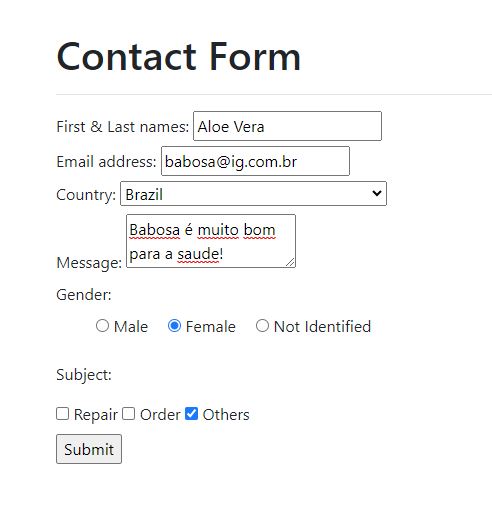 Contact Form
First & Last names: Aloe Vera
Email address: babosa@ig.com.br
Country: Brazil
Babosa é muito bom
Message: para a saude!
Gender:
Male Female Not Identified
Subject:
Repair Order Others
Submit